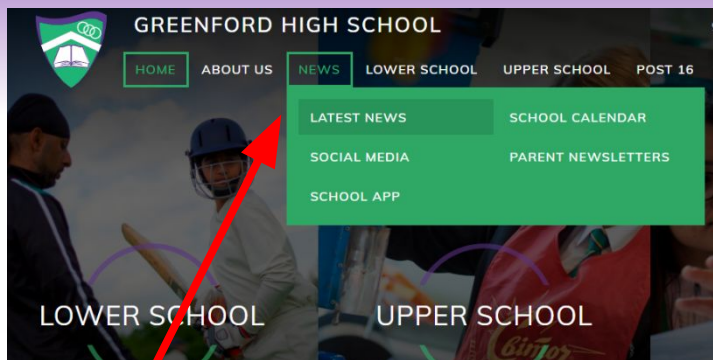 GREENFORD HIGH SCHOOL
HOME ABOUT US NEWS LOWER SCHOOL UPPER SCHOOL POST 16
LATEST NEWS SCHOOL CALENDAR
SOCIAL MEDIA PARENT NEWSLETTERS
SCHOOL APP
LOWER SCHOOL UPPER SCHOOL